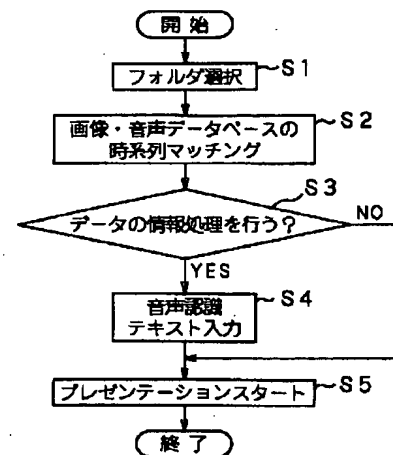 開始
フォルダ選択
S1
画像・音声データベースの
時系列マッチング
S2
S3
データの情報処理を行う?
NO
YES
音声認識
テキスト入力
S4
プレゼンテーションスタート
S5
終了